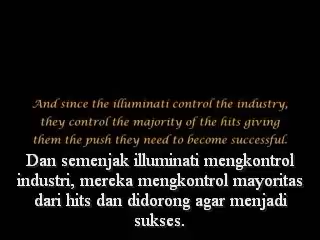 And since the illuminati control the industry,
they control the majority of the hits giving
them the push they need to become successful.
Dan semenjak illuminati mengkontrol
industri, mereka mengkontrol mayoritas
dari hits dan didorong agar menjadi
sukses.